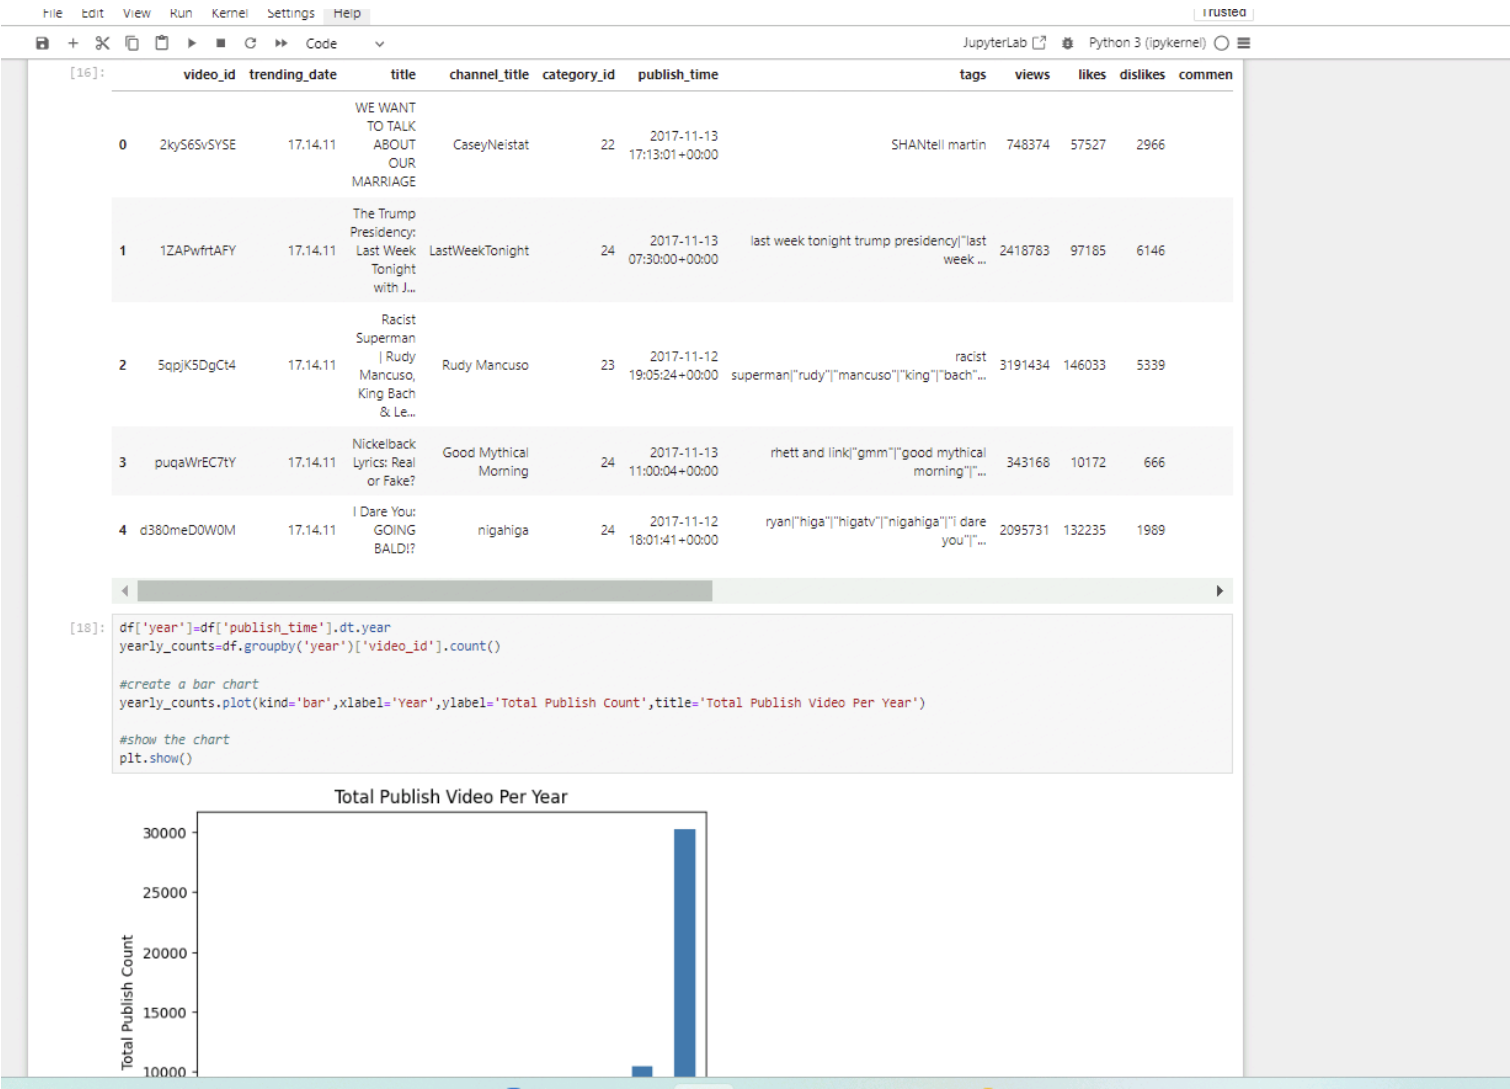 File Edit View Run Kernel Settings Help Trusted
Code JupyterLab Python 3 (ipykernel)
[16]: video_id trending_date title channel_title category_id publish_time tags views likes dislikes commen
WE WANT
TO TALK
ABOUT
OUR
MARRIAGE
0 2kyS6SvSYSE 17.14.11 CaseyNeistat 22 2017-11-13
17:13:01+00:00 SHANtell martin 748374 57527 2966
The Trump
Presidency:
Last Week
Tonight
with J...
1 1ZAPwfrtAFY 17.14.11 LastWeekTonight 24 2017-11-13
07:30:00+00:00 last week tonight trump presidency|"last
week ... 2418783 97185 6146
Racist
Superman
| Rudy
Mancuso,
King Bach
& Le...
2 5qpjK5DgCt4 17.14.11 Rudy Mancuso 23 2017-11-12
19:05:24+00:00 racist
superman|"rudy"|"mancuso"|"king"|"bach"... 3191434 146033 5339
Nickelback
Lyrics: Real
or Fake?
3 puqaWrEC7tY 17.14.11 Good Mythical
Morning 24 2017-11-13
11:00:04+00:00 rhett and link|"gmm"|"good mythical
morning"|"... 343168 10172 666
I Dare You:
GOING
BALD!?
4 d380meD0W0M 17.14.11 nigahiga 24 2017-11-12
18:01:41+00:00 ryan|"higa"|"higatv"|"nigahiga"|"i dare
you"|"... 2095731 132235 1989
[18]: df['year']=df['publish_time'].dt.year
yearly_counts=df.groupby('year')['video_id'].count()
#create a bar chart
yearly_counts.plot(kind='bar',xlabel='Year',ylabel='Total Publish Count',title='Total Publish Video Per Year')
#show the chart
plt.show()
Total Publish Video Per Year
30000
25000
20000
15000
10000
Total Publish Count